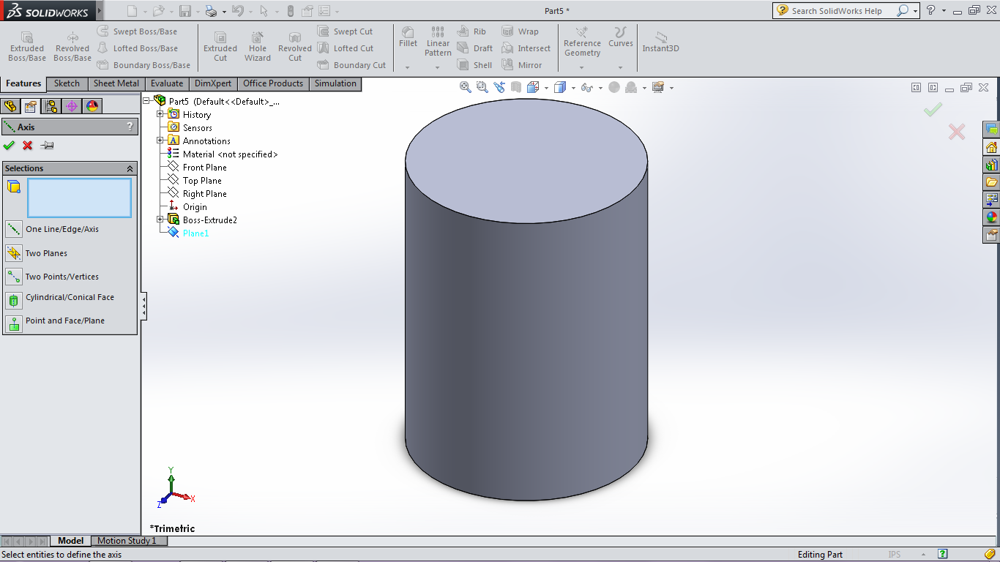 SOLIDWORKS
Part5 *
Search SolidWorks Help
Extruded Boss/Base
Revolved Boss/Base
Swept Boss/Base
Lofted Boss/Base
Boundary Boss/Base
Extruded Cut
Hole Wizard
Revolved Cut
Swept Cut
Lofted Cut
Boundary Cut
Fillet
Linear Pattern
Rib
Draft
Shell
Wrap
Intersect
Mirror
Reference Geometry
Curves
Instant3D
Features
Sketch
Sheet Metal
Evaluate
DimXpert
Office Products
Simulation
Axis
?
Selections
One Line/Edge/Axis
Two Planes
Two Points/Vertices
Cylindrical/Conical Face
Point and Face/Plane
Part5 (Default<<Default>_...
History
Sensors
Annotations
Material <not specified>
Front Plane
Top Plane
Right Plane
Origin
Boss-Extrude2
Plane1
Y
X
Z
*Trimetric
Model
Motion Study 1
Select entities to define the axis
Editing Part
IPS